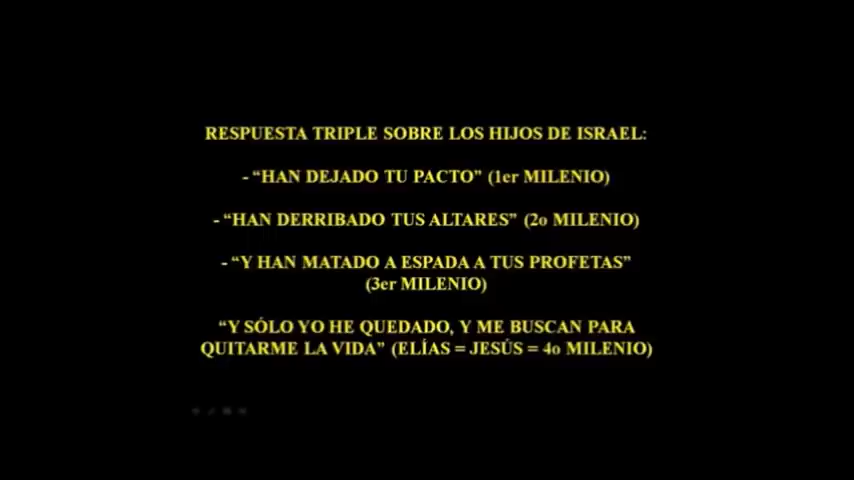 RESPUESTA TRIPLE SOBRE LOS HIJOS DE ISRAEL:
- “HAN DEJADO TU PACTO” (1er MILENIO)
- “HAN DERRIBADO TUS ALTARES” (2o MILENIO)
- “Y HAN MATADO A ESPADA A TUS PROFETAS”
(3er MILENIO)
“Y SÓLO YO HE QUEDADO, Y ME BUSCAN PARA
QUITARME LA VIDA” (ELÍAS = JESÚS = 4o MILENIO)